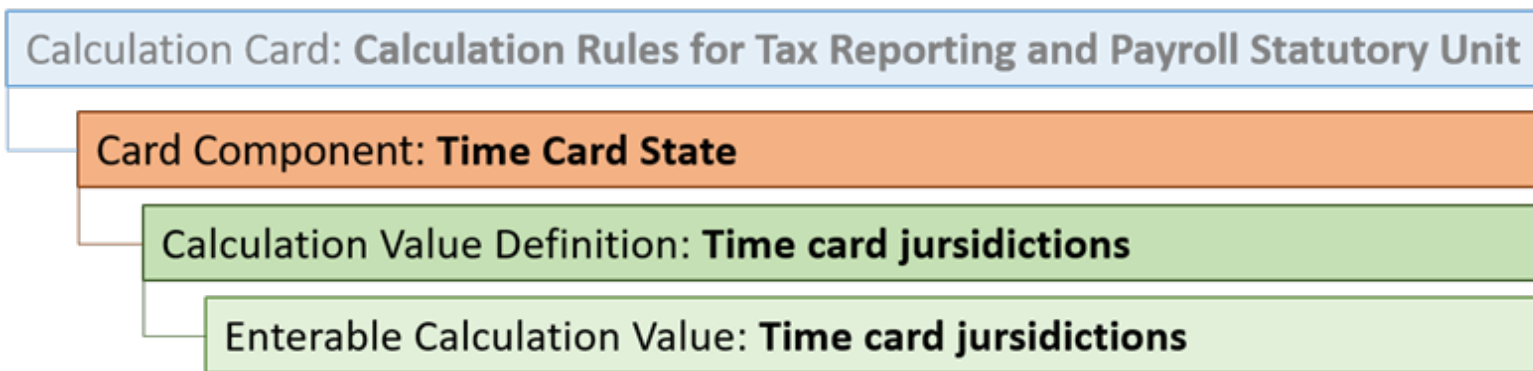 Calculation Card: Calculation Rules for Tax Reporting and Payroll Statutory Unit
Card Component: Time Card State
Calculation Value Definition: Time card jursidictions
Enterable Calculation Value: Time card jursidictions